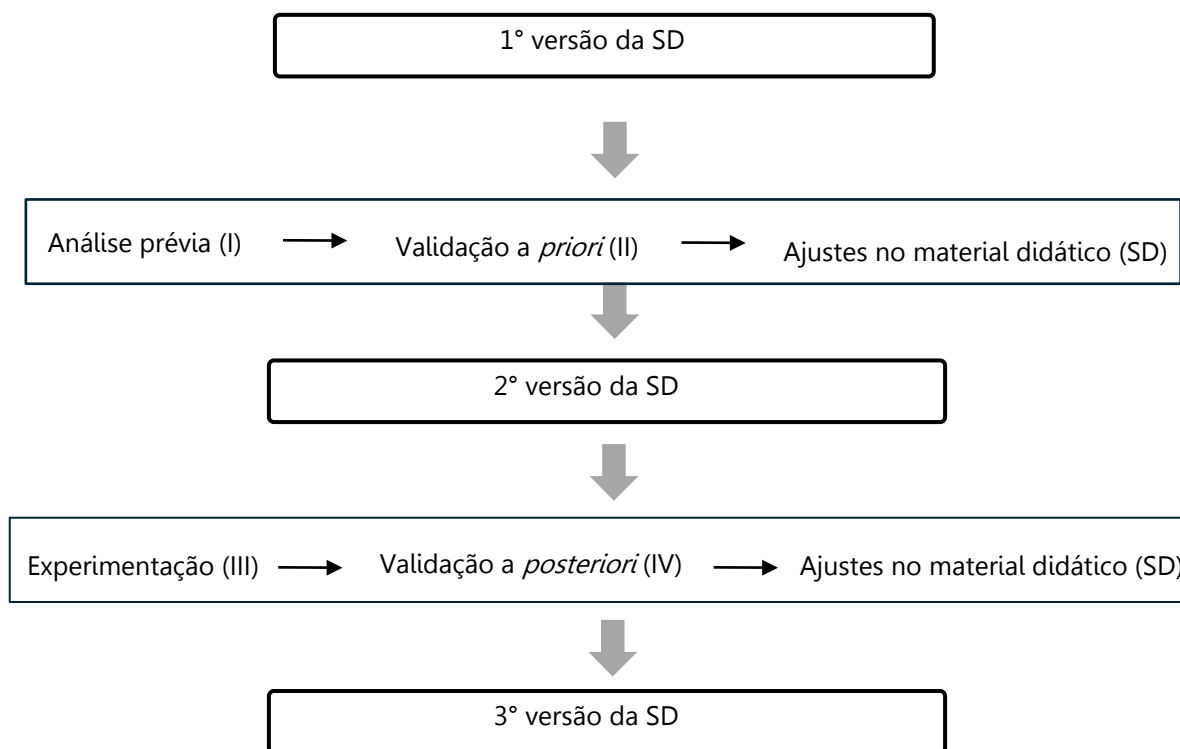 1° versão da SD
Análise prévia (I) Validação a priori (II) Ajustes no material didático (SD)
2° versão da SD
Experimentação (III) Validação a posteriori (IV) Ajustes no material didático (SD)
3° versão da SD